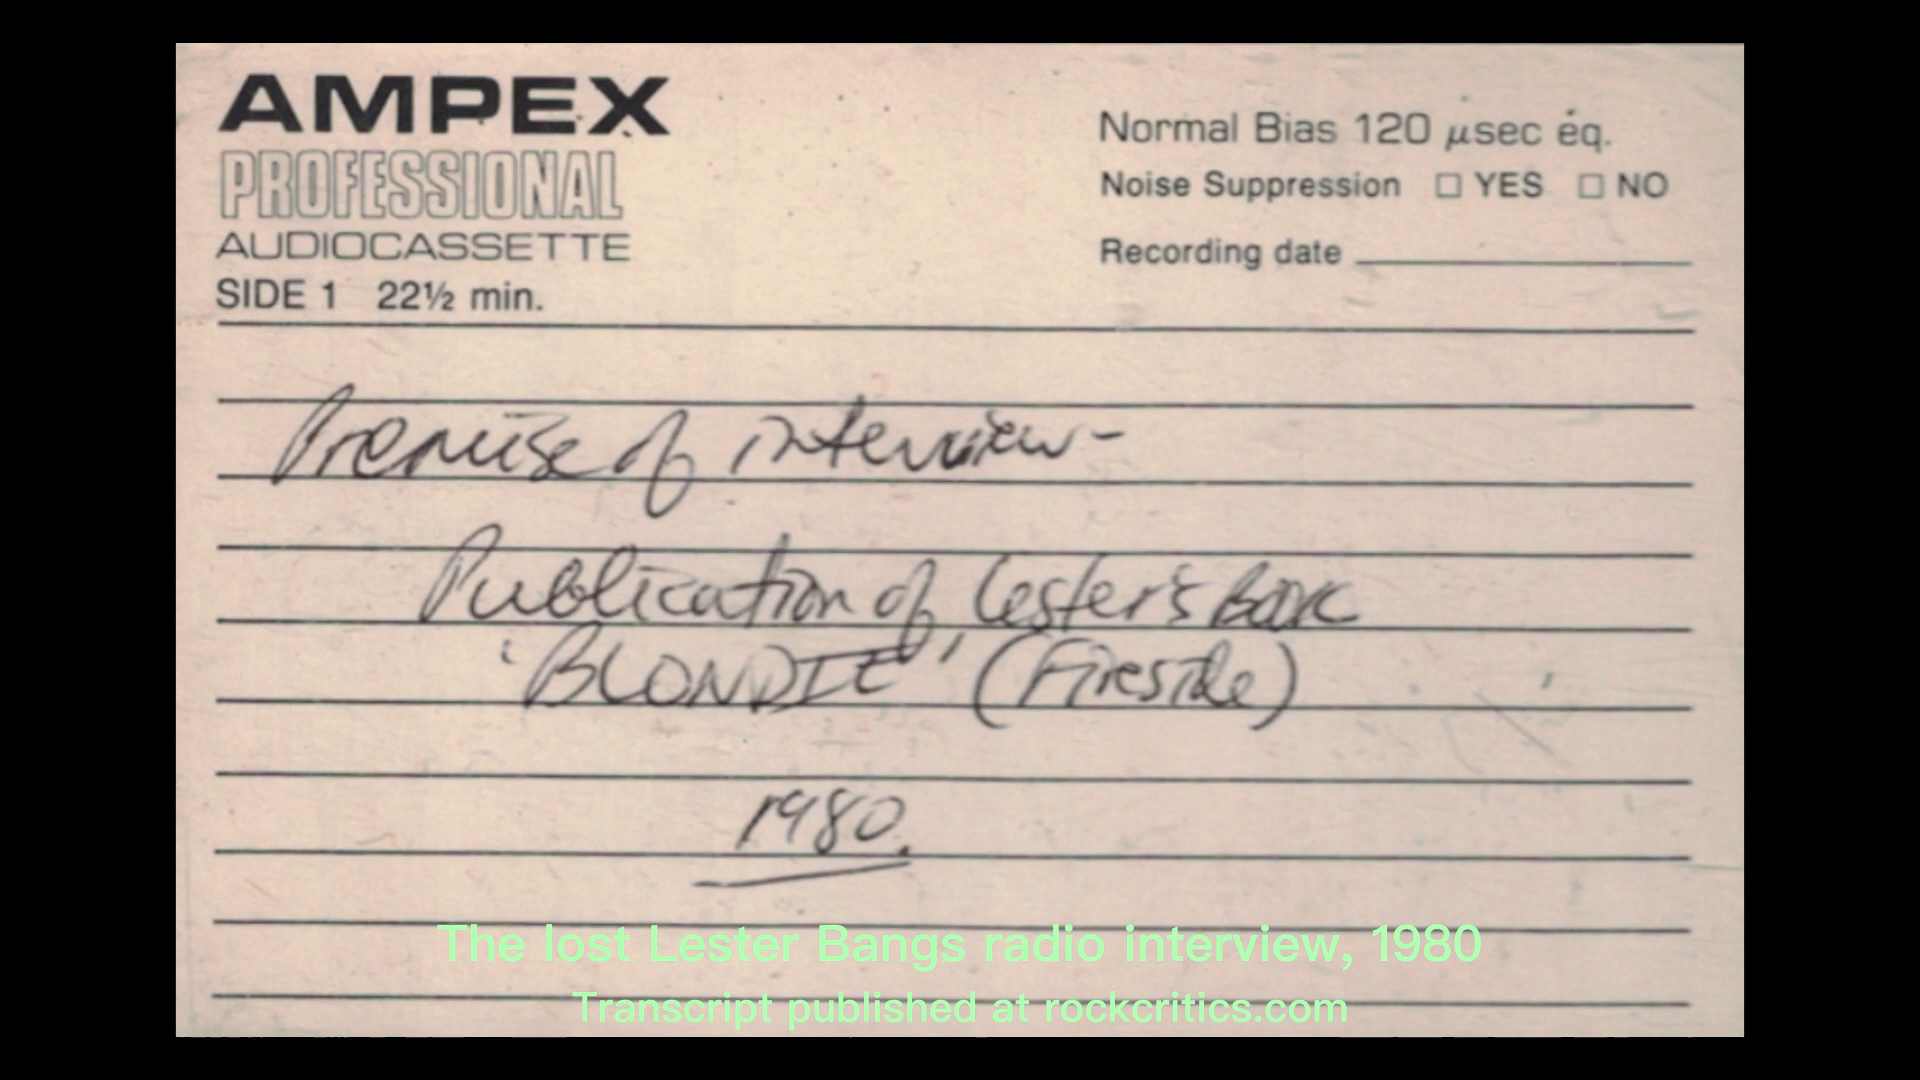 AMPEX
PROFESSIONAL
AUDIOCASSETTE
SIDE 1 22½ min.
Normal Bias 120 µsec eq.
Noise Suppression □ YES □ NO
Recording date
Premise of interview-
Publication of Lester's Book
'BLONDIE' (Fireside)
1980.
The lost Lester Bangs radio interview, 1980
Transcript published at rockcritics.com